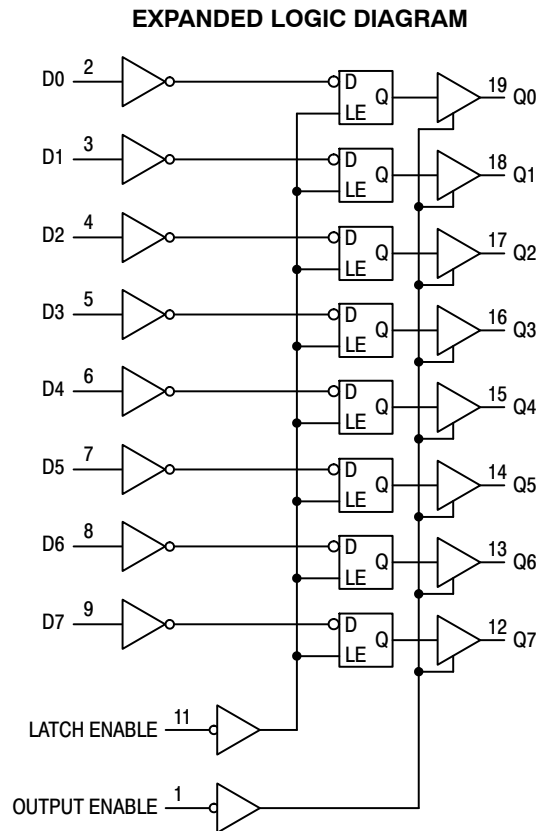 EXPANDED LOGIC DIAGRAM
D0 2 D Q LE 19 Q0
D1 3 D Q LE 18 Q1
D2 4 D Q LE 17 Q2
D3 5 D Q LE 16 Q3
D4 6 D Q LE 15 Q4
D5 7 D Q LE 14 Q5
D6 8 D Q LE 13 Q6
D7 9 D Q LE 12 Q7
LATCH ENABLE 11
OUTPUT ENABLE 1